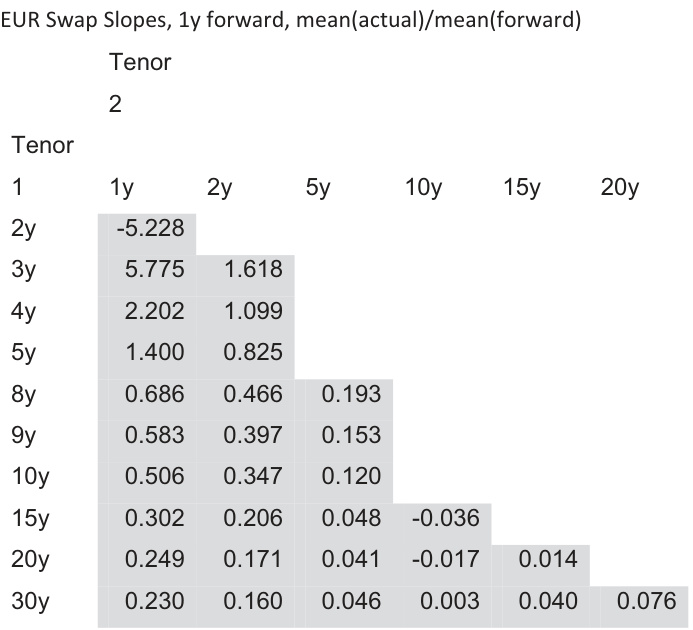 EUR Swap Slopes, 1y forward, mean(actual)/mean(forward)
Tenor
2
Tenor
1 1y 2y 5y 10y 15y 20y
2y -5.228
3y 5.775 1.618
4y 2.202 1.099
5y 1.400 0.825
8y 0.686 0.466 0.193
9y 0.583 0.397 0.153
10y 0.506 0.347 0.120
15y 0.302 0.206 0.048 -0.036
20y 0.249 0.171 0.041 -0.017 0.014
30y 0.230 0.160 0.046 0.003 0.040 0.076